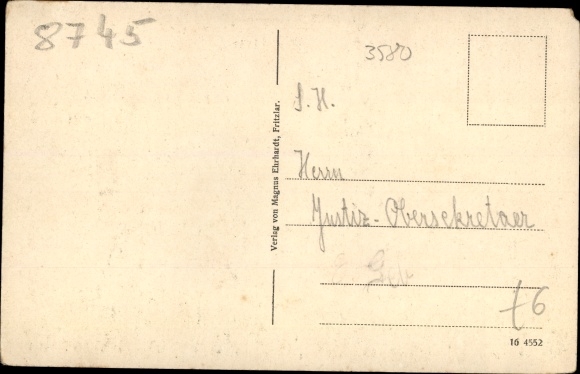 8745
3580
S. H.
Herrn
Justiz-Obersekretaer
Verlag von Magnus Ehrhardt, Fritzlar.
16 4552